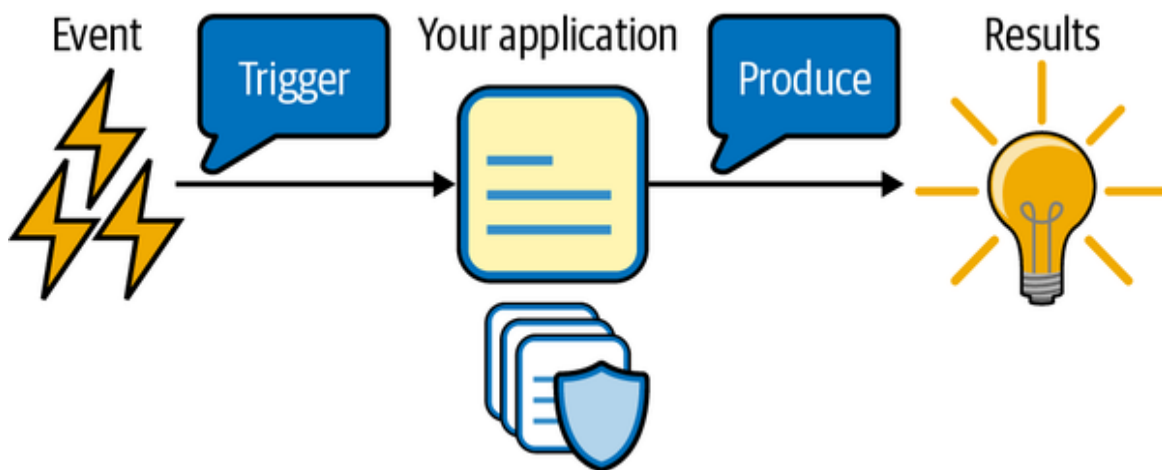 Event
Trigger
Your application
Produce
Results